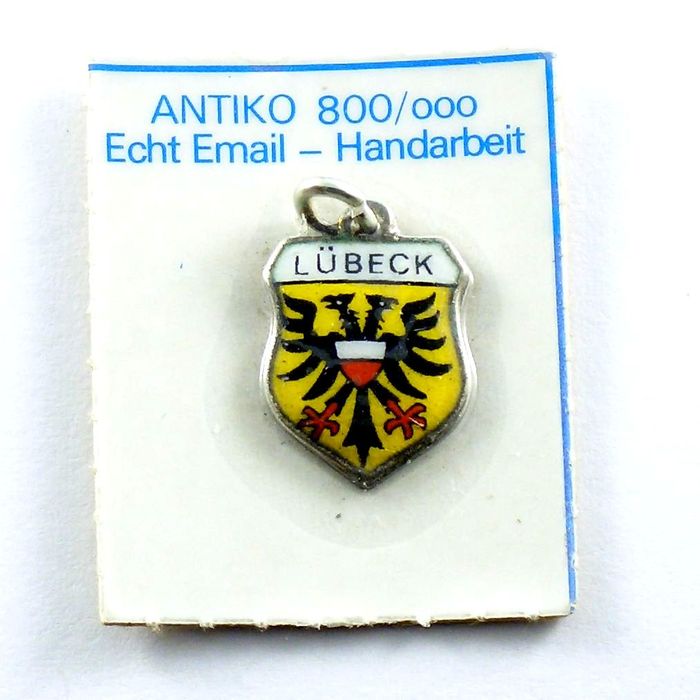 ANTIKO 800/ooo
Echt Email – Handarbeit
LÜBECK